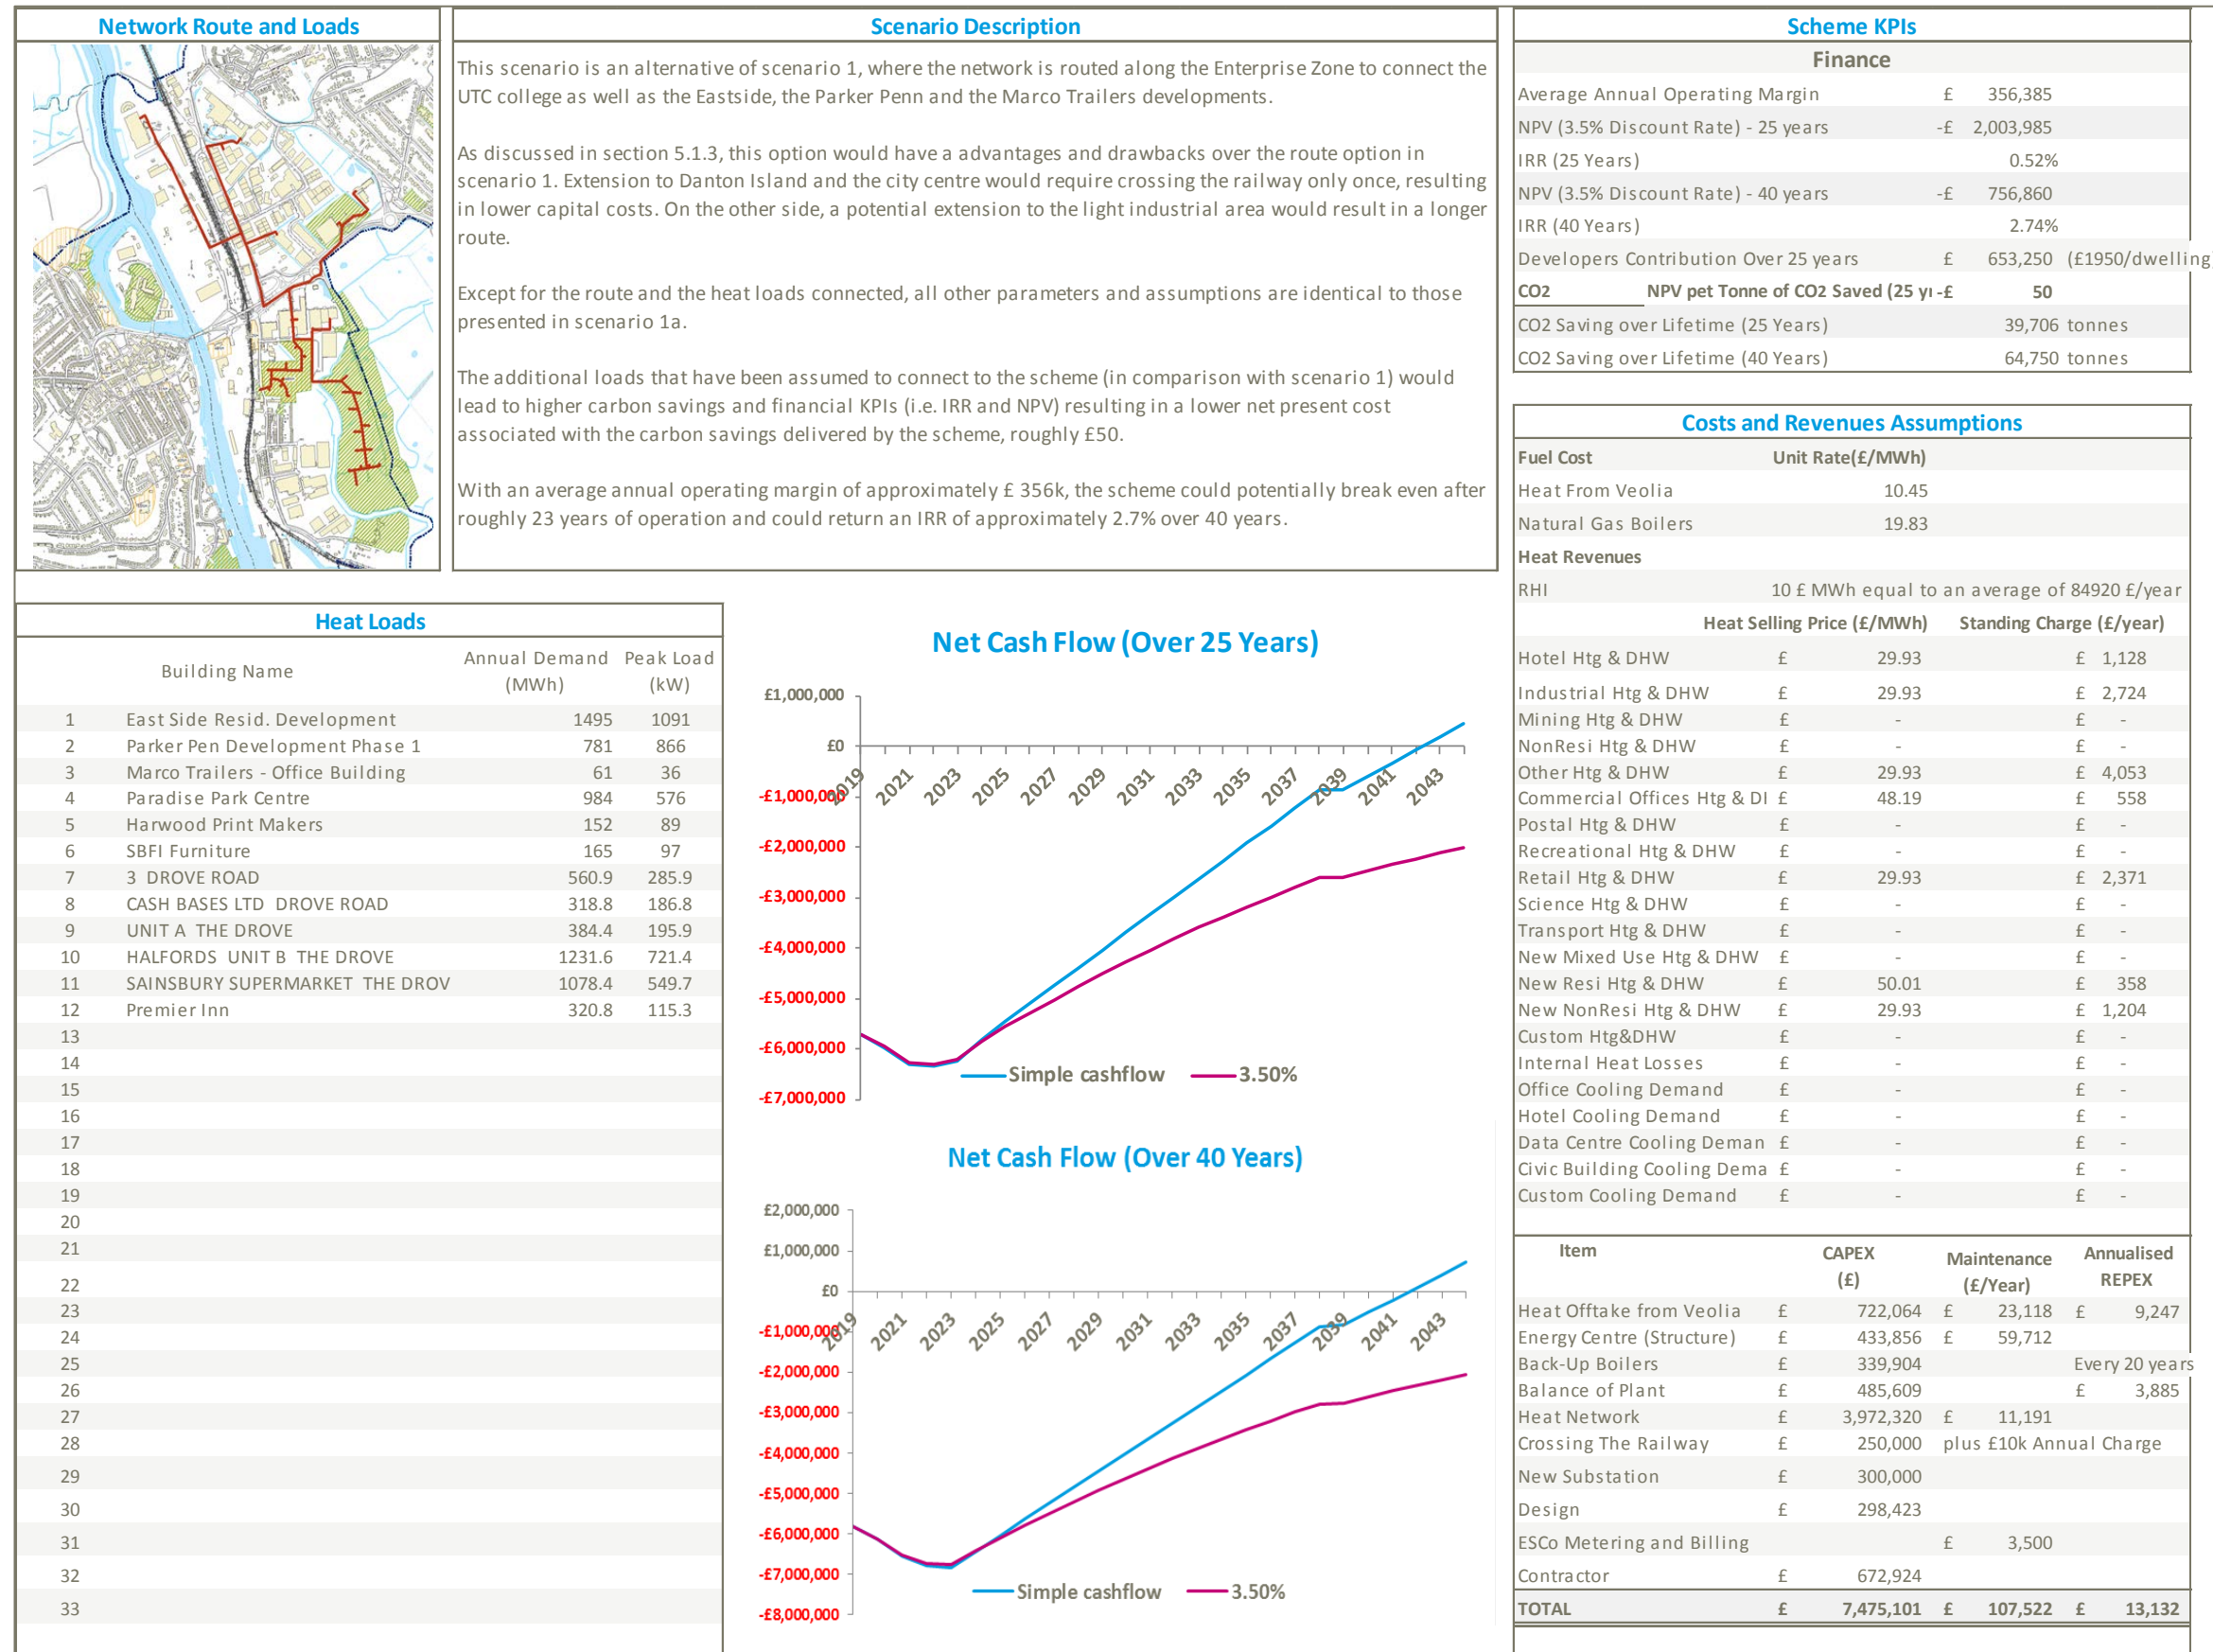 Network Route and Loads
Scenario Description
This scenario is an alternative of scenario 1, where the network is routed along the Enterprise Zone to connect the
UTC college as well as the Eastside, the Parker Penn and the Marco Trailers developments.
As discussed in section 5.1.3, this option would have a advantages and drawbacks over the route option in
scenario 1. Extension to Danton Island and the city centre would require crossing the railway only once, resulting
in lower capital costs. On the other side, a potential extension to the light industrial area would result in a longer
route.
Except for the route and the heat loads connected, all other parameters and assumptions are identical to those
presented in scenario 1a.
The additional loads that have been assumed to connect to the scheme (in comparison with scenario 1) would
lead to higher carbon savings and financial KPIs (i.e. IRR and NPV) resulting in a lower net present cost
associated with the carbon savings delivered by the scheme, roughly £50.
With an average annual operating margin of approximately £ 356k, the scheme could potentially break even after
roughly 23 years of operation and could return an IRR of approximately 2.7% over 40 years.
Scheme KPIs
Finance
Average Annual Operating Margin £ 356,385
NPV (3.5% Discount Rate) - 25 years -£ 2,003,985
IRR (25 Years) 0.52%
NPV (3.5% Discount Rate) - 40 years -£ 756,860
IRR (40 Years) 2.74%
Developers Contribution Over 25 years £ 653,250 (£1950/dwelling)
CO2 NPV pet Tonne of CO2 Saved (25 yı -£ 50
CO2 Saving over Lifetime (25 Years) 39,706 tonnes
CO2 Saving over Lifetime (40 Years) 64,750 tonnes
Costs and Revenues Assumptions
Fuel Cost Unit Rate(£/MWh)
Heat From Veolia 10.45
Natural Gas Boilers 19.83
Heat Revenues
RHI 10 £ MWh equal to an average of 84920 £/year
Heat Selling Price (£/MWh) Standing Charge (£/year)
Hotel Htg & DHW £ 29.93 £ 1,128
Industrial Htg & DHW £ 29.93 £ 2,724
Mining Htg & DHW £ - £ -
NonResi Htg & DHW £ - £ -
Other Htg & DHW £ 29.93 £ 4,053
Commercial Offices Htg & DI £ 48.19 £ 558
Postal Htg & DHW £ - £ -
Recreational Htg & DHW £ - £ -
Retail Htg & DHW £ 29.93 £ 2,371
Science Htg & DHW £ - £ -
Transport Htg & DHW £ - £ -
New Mixed Use Htg & DHW £ - £ -
New Resi Htg & DHW £ 50.01 £ 358
New NonResi Htg & DHW £ 29.93 £ 1,204
Custom Htg&DHW £ - £ -
Internal Heat Losses £ - £ -
Office Cooling Demand £ - £ -
Hotel Cooling Demand £ - £ -
Data Centre Cooling Deman £ - £ -
Civic Building Cooling Dema £ - £ -
Custom Cooling Demand £ - £ -
Item CAPEX (£) Maintenance (£/Year) Annualised REPEX
Heat Offtake from Veolia £ 722,064 £ 23,118 £ 9,247
Energy Centre (Structure) £ 433,856 £ 59,712
Back-Up Boilers £ 339,904 Every 20 years
Balance of Plant £ 485,609 £ 3,885
Heat Network £ 3,972,320 £ 11,191
Crossing The Railway £ 250,000 plus £10k Annual Charge
New Substation £ 300,000
Design £ 298,423
ESCo Metering and Billing £ 3,500
Contractor £ 672,924
TOTAL £ 7,475,101 £ 107,522 £ 13,132
Heat Loads
Building Name Annual Demand (MWh) Peak Load (kW)
1 East Side Resid. Development 1495 1091
2 Parker Pen Development Phase 1 781 866
3 Marco Trailers - Office Building 61 36
4 Paradise Park Centre 984 576
5 Harwood Print Makers 152 89
6 SBFI Furniture 165 97
7 3 DROVE ROAD 560.9 285.9
8 CASH BASES LTD DROVE ROAD 318.8 186.8
9 UNIT A THE DROVE 384.4 195.9
10 HALFORDS UNIT B THE DROVE 1231.6 721.4
11 SAINSBURY SUPERMARKET THE DROV 1078.4 549.7
12 Premier Inn 320.8 115.3
13
14
15
16
17
18
19
20
21
22
23
24
25
26
27
28
29
30
31
32
33
Net Cash Flow (Over 25 Years)
£1,000,000
£0
-£1,000,000
-£2,000,000
-£3,000,000
-£4,000,000
-£5,000,000
-£6,000,000
-£7,000,000
2019 2021 2023 2025 2027 2029 2031 2033 2035 2037 2039 2041 2043
Simple cashflow 3.50%
Net Cash Flow (Over 40 Years)
£2,000,000
£1,000,000
£0
-£1,000,000
-£2,000,000
-£3,000,000
-£4,000,000
-£5,000,000
-£6,000,000
-£7,000,000
-£8,000,000
2019 2021 2023 2025 2027 2029 2031 2033 2035 2037 2039 2041 2043
Simple cashflow 3.50%